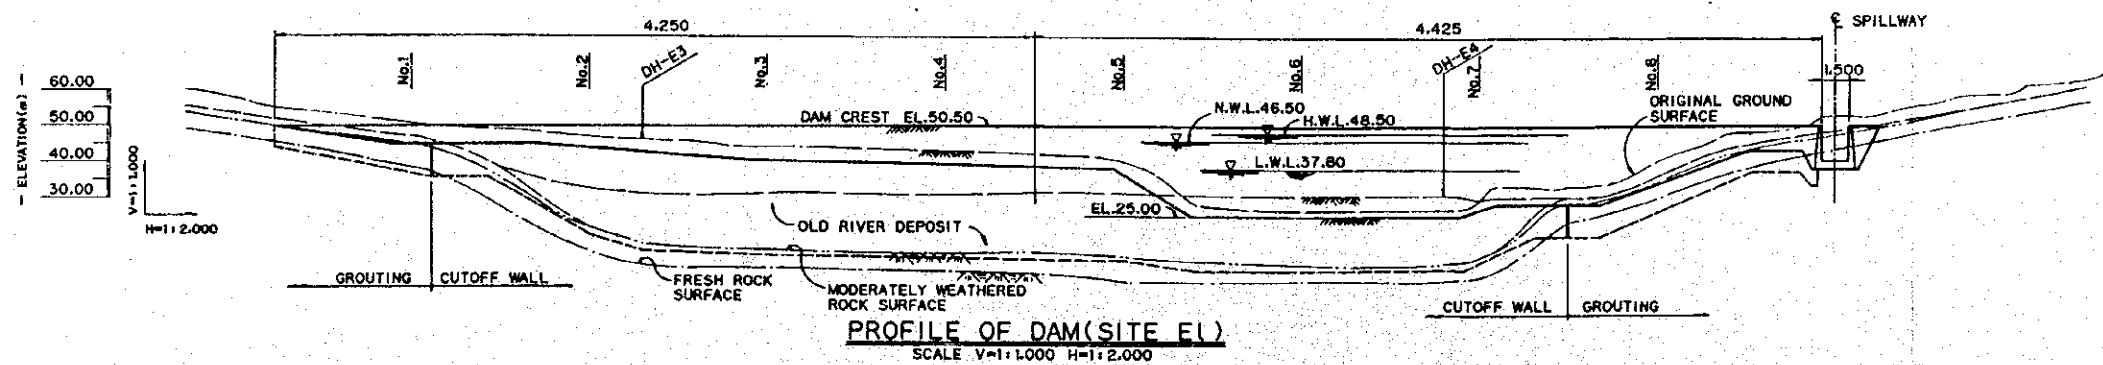 ℄ SPILLWAY
4.250
4.425
1.500
No.1
No.2
DH-E3
No.3
No.4
No.5
No.6
DH-E4
No.7
No.8
ELEVATION(m)
60.00
50.00
40.00
30.00
V=1:1.000
H=1:2.000
DAM CREST EL.50.50
N.W.L.46.50
H.W.L.48.50
L.W.L.37.80
ORIGINAL GROUND
SURFACE
EL.25.00
OLD RIVER DEPOSIT
GROUTING
CUTOFF WALL
FRESH ROCK
SURFACE
MODERATELY WEATHERED
ROCK SURFACE
CUTOFF WALL
GROUTING
PROFILE OF DAM(SITE E1)
SCALE V=1:1.000 H=1:2.000